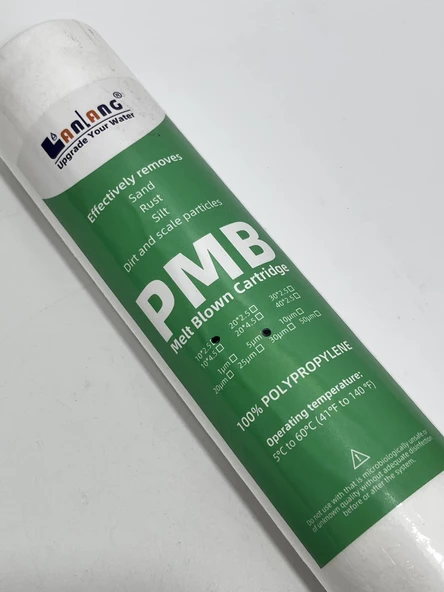 LANLANG®
Upgrade Your Water
Effectively removes
Sand
Rust
Silt
Dirt and scale particles
PMB
Melt Blown Cartridge
10*2.5□ 20*2.5□ 30*2.5□
10*4.5□ 20*4.5□ 40*2.5□
1μm□ 5μm□ 10μm□
20μm□ 25μm□ 30μm□ 50μm□
100% POLYPROPYLENE
Operating temperature:
5°C to 60°C (41°F to 140°F)
Do not use with that is microbiologically unsafe o
of unknown quality without adequate disinfection
before or after the system.